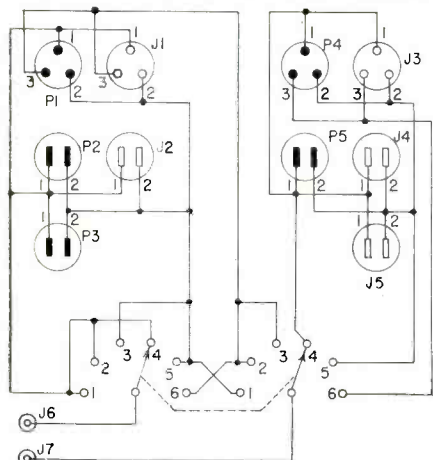 1 J1 1 P4 J3
3 2 3 2 1 3 2 3 2
P1
P2 J2 P5 J4
1 2 1 2 1 2 1 2
1 2 1 2
P3 J5
3 4 3 4
2 5 2 5
1 6 1 6
J6
J7